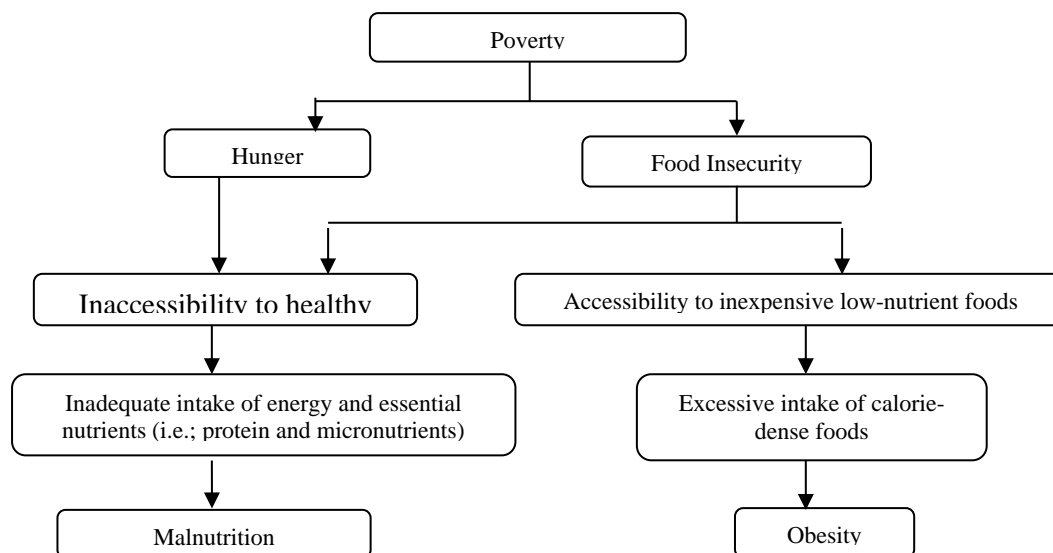 Poverty
Hunger
Food Insecurity
Inaccessibility to healthy
Accessibility to inexpensive low-nutrient foods
Inadequate intake of energy and essential
nutrients (i.e.; protein and micronutrients)
Excessive intake of calorie-
dense foods
Malnutrition
Obesity